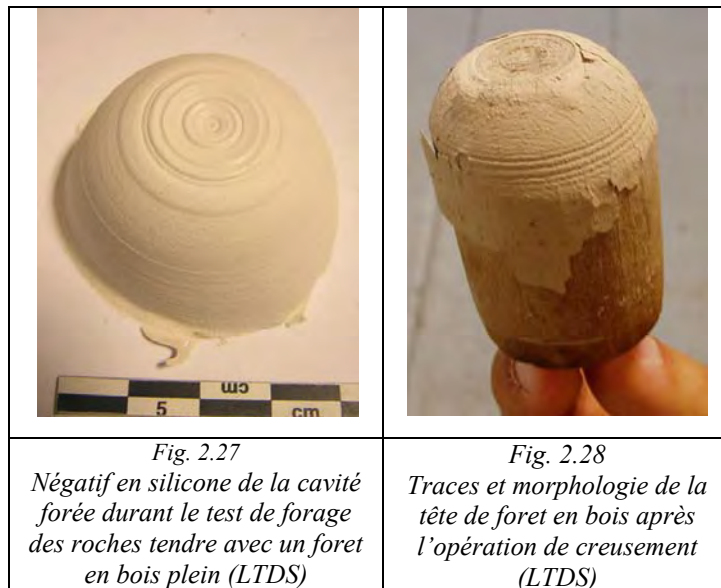 cm
5
cm
Fig. 2.27
Négatif en silicone de la cavité
forée durant le test de forage
des roches tendre avec un foret
en bois plein (LTDS)
Fig. 2.28
Traces et morphologie de la
tête de foret en bois après
l'opération de creusement
(LTDS)